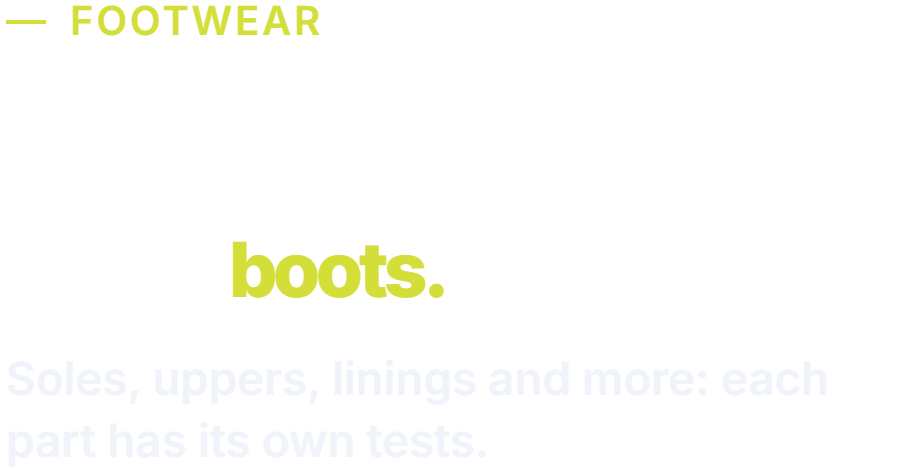 — FOOTWEAR
boots.
Soles, uppers, linings and more: each
part has its own tests.